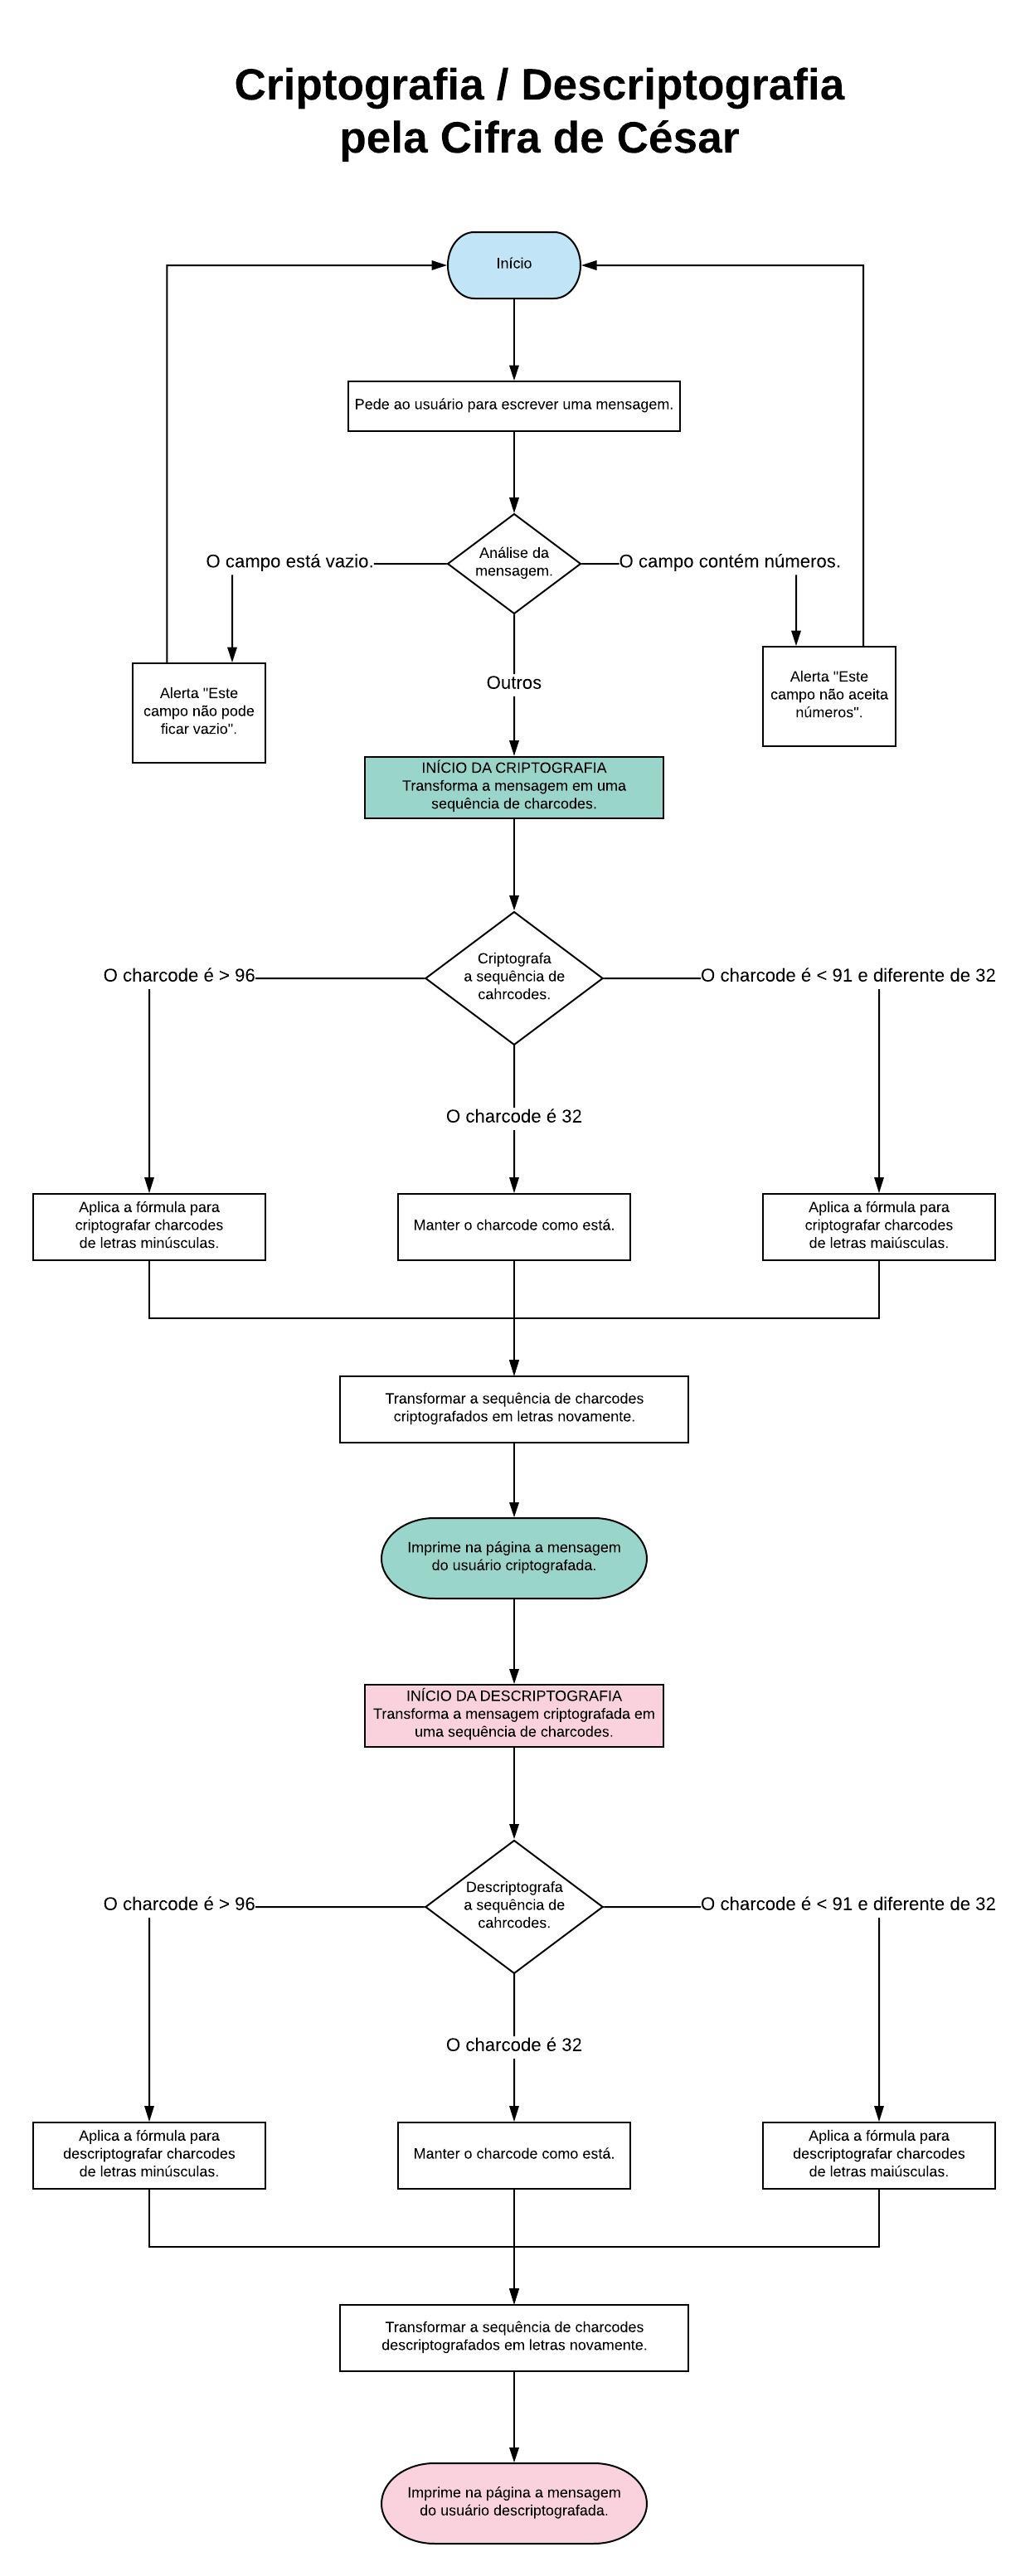 Criptografia / Descriptografia
pela Cifra de César
Início
Pede ao usuário para escrever uma mensagem.
Análise da
mensagem.
O campo está vazio.
O campo contém números.
Alerta "Este
campo não pode
ficar vazio".
Outros
Alerta "Este
campo não aceita
números".
INÍCIO DA CRIPTOGRAFIA
Transforma a mensagem em uma
sequência de charcodes.
Criptografa
a sequência de
cahrcodes.
O charcode é > 96
O charcode é < 91 e diferente de 32
O charcode é 32
Aplica a fórmula para
criptografar charcodes
de letras minúsculas.
Manter o charcode como está.
Aplica a fórmula para
criptografar charcodes
de letras maiúsculas.
Transformar a sequência de charcodes
criptografados em letras novamente.
Imprime na página a mensagem
do usuário criptografada.
INÍCIO DA DESCRIPTOGRAFIA
Transforma a mensagem criptografada em
uma sequência de charcodes.
Descriptografa
a sequência de
cahrcodes.
O charcode é > 96
O charcode é < 91 e diferente de 32
O charcode é 32
Aplica a fórmula para
descriptografar charcodes
de letras minúsculas.
Manter o charcode como está.
Aplica a fórmula para
descriptografar charcodes
de letras maiúsculas.
Transformar a sequência de charcodes
descriptografados em letras novamente.
Imprime na página a mensagem
do usuário descriptografada.